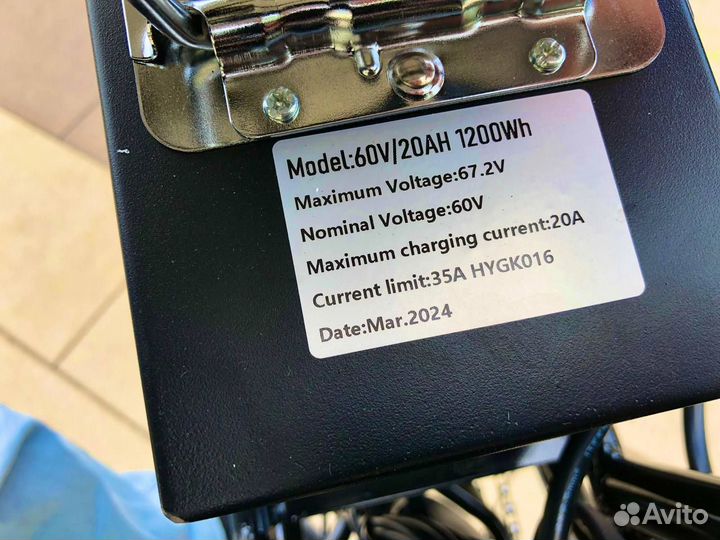 Model:60V/20AH 1200Wh
Maximum Voltage:67.2V
Nominal Voltage:60V
Maximum charging current:20A
Current limit:35A HYGK016
Date:Mar.2024
Avito